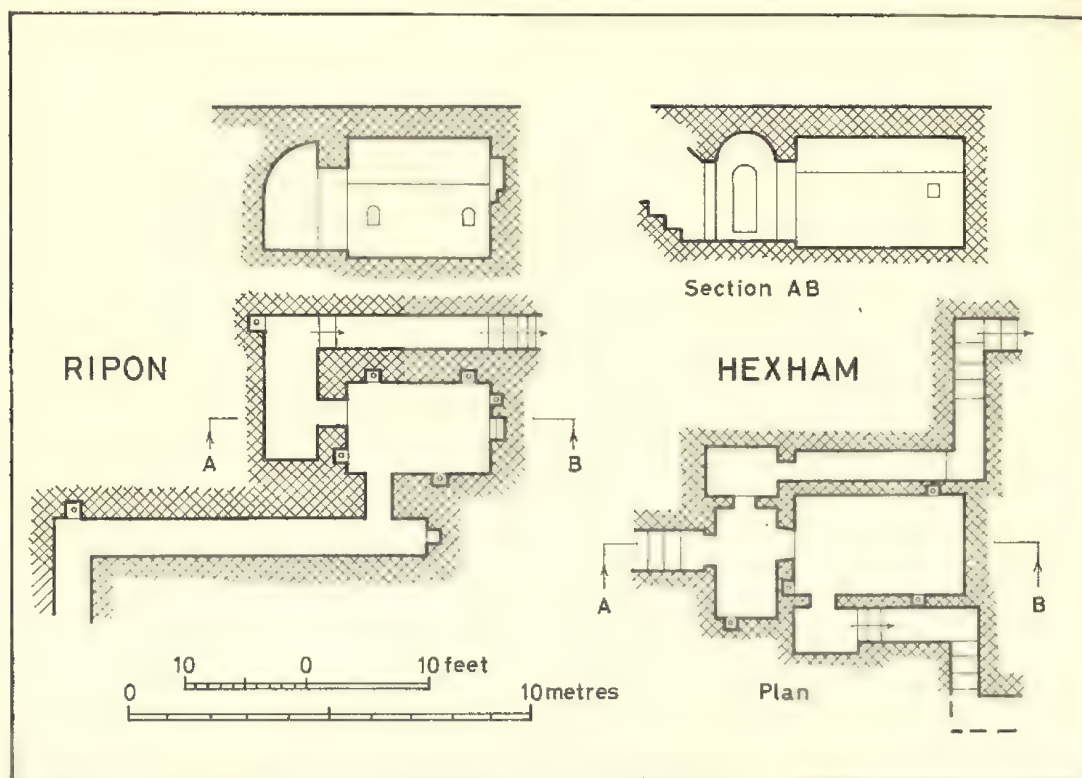 Section AB
RIPON
HEXHAM
A
B
A
B
10 0 10 feet
0 10 metres
Plan